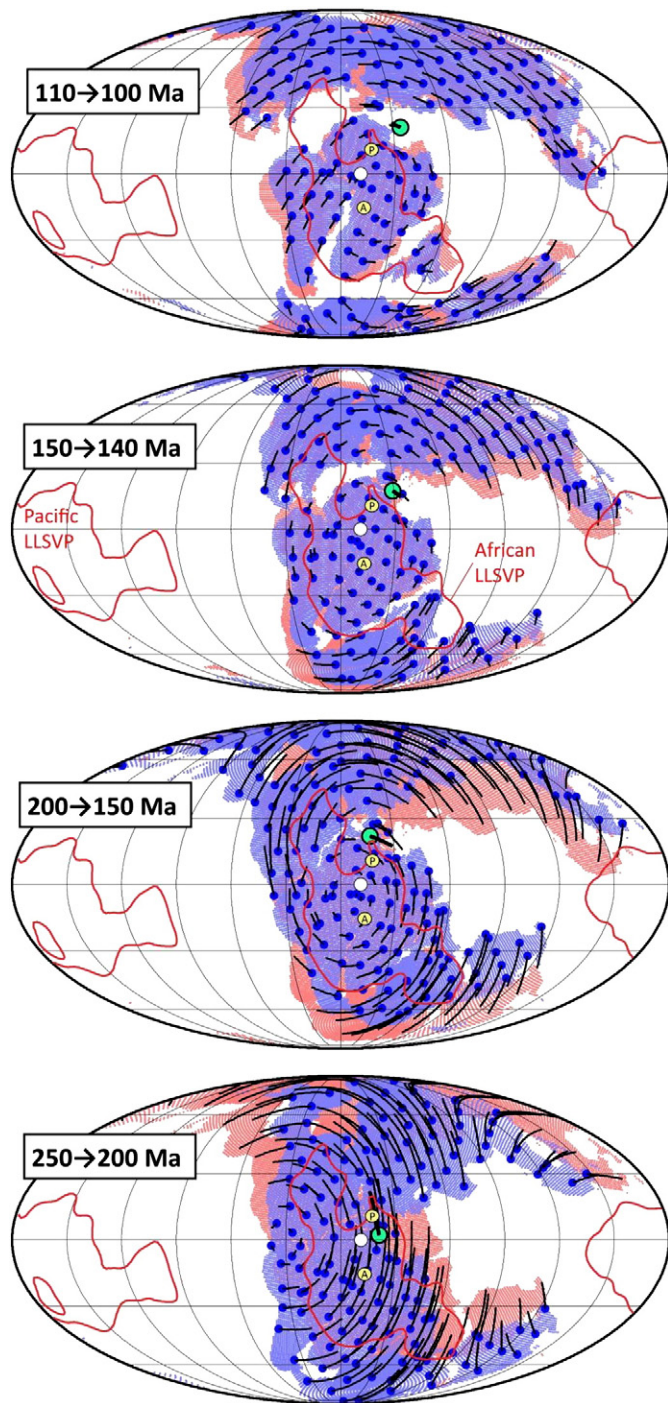 110→100 Ma
P
A
150→140 Ma
Pacific
LLSVP
P
A
African
LLSVP
200→150 Ma
P
A
250→200 Ma
P
A